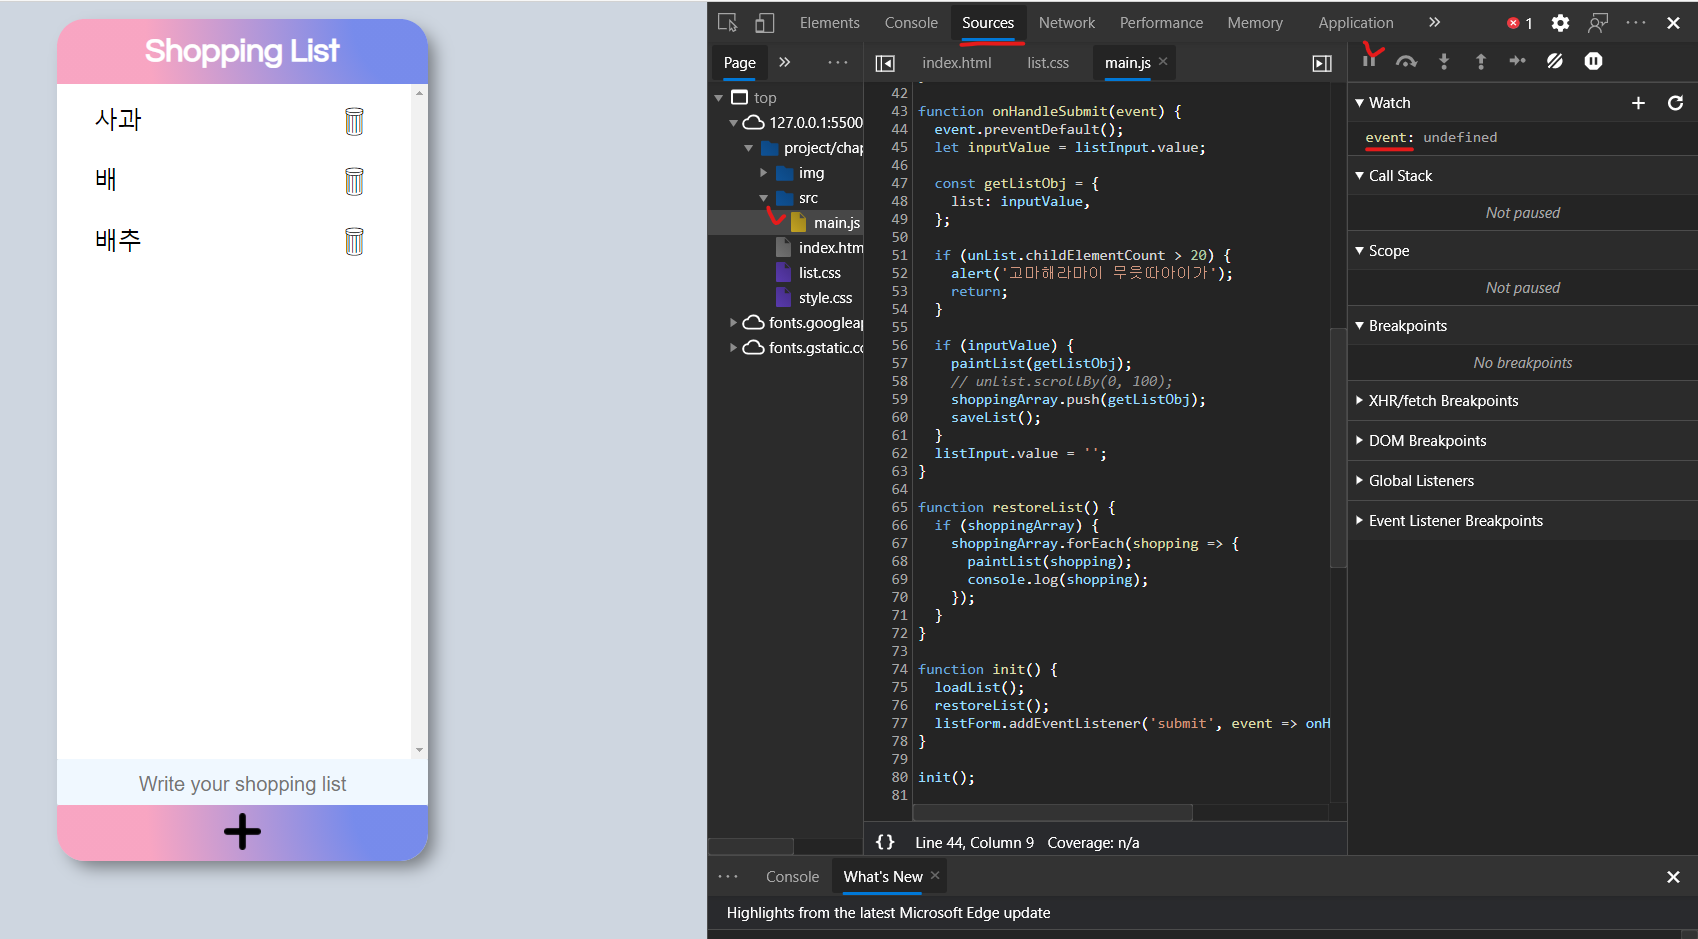 Shopping List
사과
배
배추
Write your shopping list
Elements Console Sources Network Performance Memory Application » 1 ···
Page » ···
index.html list.css main.js ×
top
127.0.0.1:5500
project/chap
img
src
main.js
index.htm
list.css
style.css
fonts.googleap
fonts.gstatic.co
42
43 function onHandleSubmit(event) {
44 event.preventDefault();
45 let inputValue = listInput.value;
46
47 const getListObj = {
48 list: inputValue,
49 };
50
51 if (unList.childElementCount > 20) {
52 alert('고마해라마이 무읏따아이가');
53 return;
54 }
55
56 if (inputValue) {
57 paintList(getListObj);
58 // unList.scrollBy(0, 100);
59 shoppingArray.push(getListObj);
60 saveList();
61 }
62 listInput.value = '';
63 }
64
65 function restoreList() {
66 if (shoppingArray) {
67 shoppingArray.forEach(shopping => {
68 paintList(shopping);
69 console.log(shopping);
70 });
71 }
72 }
73
74 function init() {
75 loadList();
76 restoreList();
77 listForm.addEventListener('submit', event => onH
78 }
79
80 init();
81
{} Line 44, Column 9 Coverage: n/a
Watch
event: undefined
Call Stack
Not paused
Scope
Not paused
Breakpoints
No breakpoints
XHR/fetch Breakpoints
DOM Breakpoints
Global Listeners
Event Listener Breakpoints
··· Console What's New ×
Highlights from the latest Microsoft Edge update